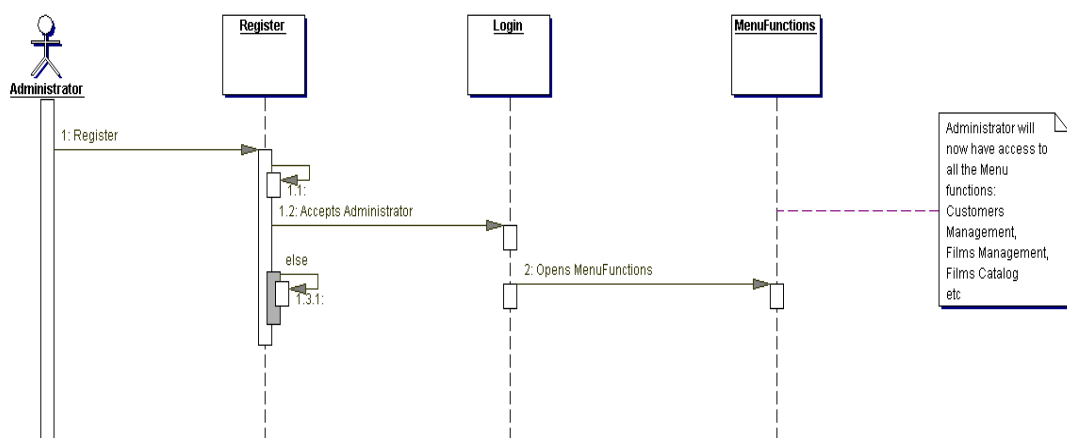 Register
Login
MenuFunctions
Administrator
1: Register
1.1:
1.2: Accepts Administrator
else
1.3.1:
2: Opens MenuFunctions
Administrator will
now have access to
all the Menu
functions:
Customers
Management,
Films Management,
Films Catalog
etc